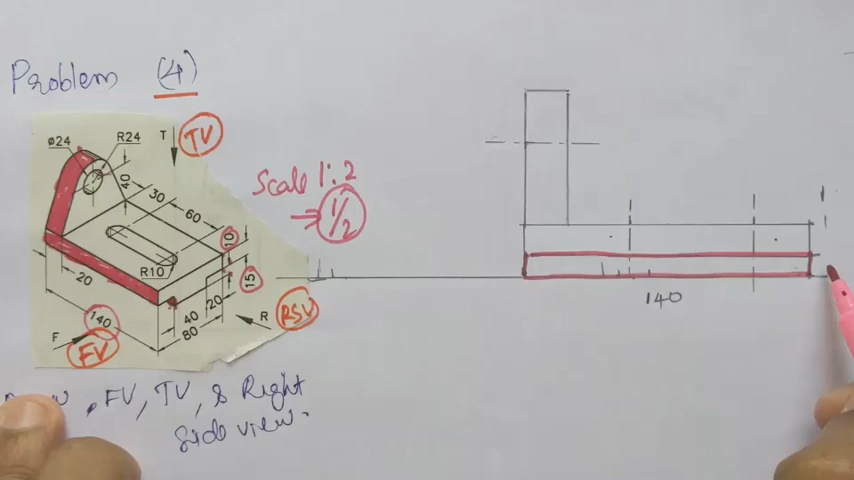 Problem (4)
ø24
R24
T
TV
40
30
60
Scale 1:2
1/2
10
15
R10
20
20
140
40
80
F
FV
R
RSV
140
FV, TV, & Right
side view.